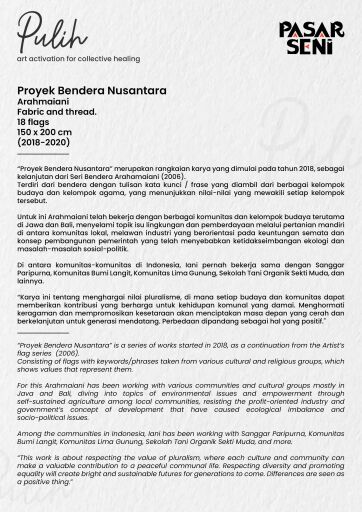 Pulih
art activation for collective healing
PASAR
SENI
Proyek Bendera Nusantara
Arahmaiani
Fabric and thread.
18 flags
150 x 200 cm
(2018-2020)
"Proyek Bendera Nusantara" merupakan rangkaian karya yang dimulai pada tahun 2018, sebagai
kelanjutan dari Seri Bendera Arahamaiani (2006).
Terdiri dari bendera dengan tulisan kata kunci / frase yang diambil dari berbagai kelompok
budaya dan kelompok agama, yang menunjukkan nilai-nilai yang mewakili setiap kelompok
tersebut.
Untuk ini Arahmaiani telah bekerja dengan berbagai komunitas dan kelompok budaya terutama
di Jawa dan Bali, menyelami topik isu lingkungan dan pemberdayaan melalui pertanian mandiri
di antara komunitas lokal, melawan industri yang berorientasi pada keuntungan semata dan
konsep pembangunan pemerintah yang telah menyebabkan ketidakseimbangan ekologi dan
masalah-masalah sosial-politik.
Di antara komunitas-komunitas di Indonesia, Iani pernah bekerja sama dengan Sanggar
Paripurna, Komunitas Bumi Langit, Komunitas Lima Gunung, Sekolah Tani Organik Sekti Muda, dan
lainnya.
"Karya ini tentang menghargai nilai pluralisme, di mana setiap budaya dan komunitas dapat
memberikan kontribusi yang berharga untuk kehidupan komunal yang damai. Menghormati
keragaman dan mempromosikan kesetaraan akan menciptakan masa depan yang cerah dan
berkelanjutan untuk generasi mendatang. Perbedaan dipandang sebagai hal yang positif."
"Proyek Bendera Nusantara" is a series of works started in 2018, as a continuation from the Artist's
flag series (2006).
Consisting of flags with keywords/phrases taken from various cultural and religious groups, which
shows values that represent them.
For this Arahmaiani has been working with various communities and cultural groups mostly in
Java and Bali, diving into topics of environmental issues and empowerment through
self-sustained agriculture among local communities, resisting the profit-oriented industry and
government's concept of development that have caused ecological imbalance and
socio-political issues.
Among the communities in Indonesia, Iani has been working with Sanggar Paripurna, Komunitas
Bumi Langit, Komunitas Lima Gunung, Sekolah Tani Organik Sekti Muda, and more.
"This work is about respecting the value of pluralism, where each culture and community can
make a valuable contribution to a peaceful communal life. Respecting diversity and promoting
equality will create bright and sustainable futures for generations to come. Differences are seen as
a positive thing."